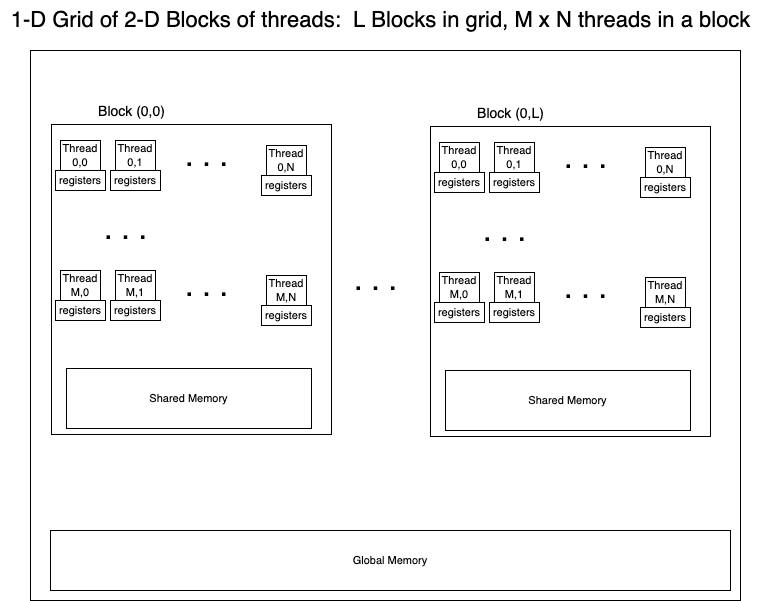 1-D Grid of 2-D Blocks of threads:  L Blocks in grid, M x N threads in a block
Block (0,0)
Thread
0,0
registers
Thread
0,1
registers
. . .
Thread
0,N
registers
. . .
Thread
M,0
registers
Thread
M,1
registers
. . .
Thread
M,N
registers
Shared Memory
. . .
Block (0,L)
Thread
0,0
registers
Thread
0,1
registers
. . .
Thread
0,N
registers
. . .
Thread
M,0
registers
Thread
M,1
registers
. . .
Thread
M,N
registers
Shared Memory
Global Memory